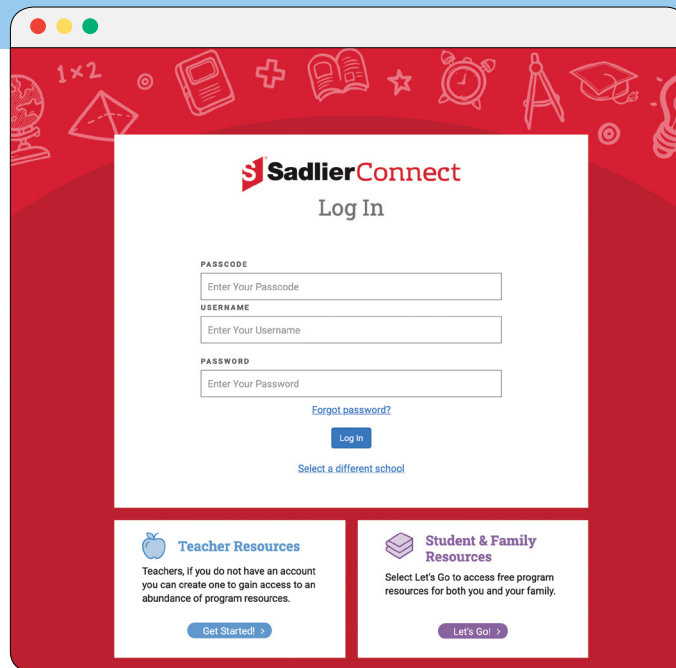 1×2
SadlierConnect
Log In
PASSCODE
Enter Your Passcode
USERNAME
Enter Your Username
PASSWORD
Enter Your Password
Forgot password?
Log In
Select a different school
Teacher Resources
Teachers, if you do not have an account
you can create one to gain access to an
abundance of program resources.
Get Started! >
Student & Family
Resources
Select Let's Go to access free program
resources for both you and your family.
Let's Go! >